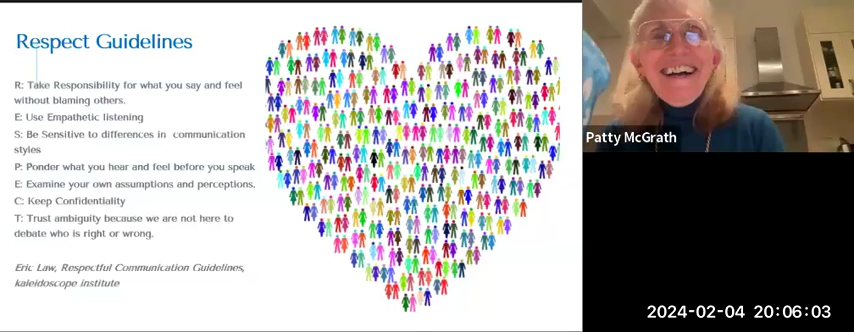 Respect Guidelines
R: Take Responsibility for what you say and feel
without blaming others.
E: Use Empathetic listening
S: Be Sensitive to differences in communication
styles
P: Ponder what you hear and feel before you speak
E: Examine your own assumptions and perceptions.
C: Keep Confidentiality
T: Trust ambiguity because we are not here to
debate who is right or wrong.
Eric Law, Respectful Communication Guidelines,
kaleidoscope institute
Patty McGrath
2024-02-04 20:06:03